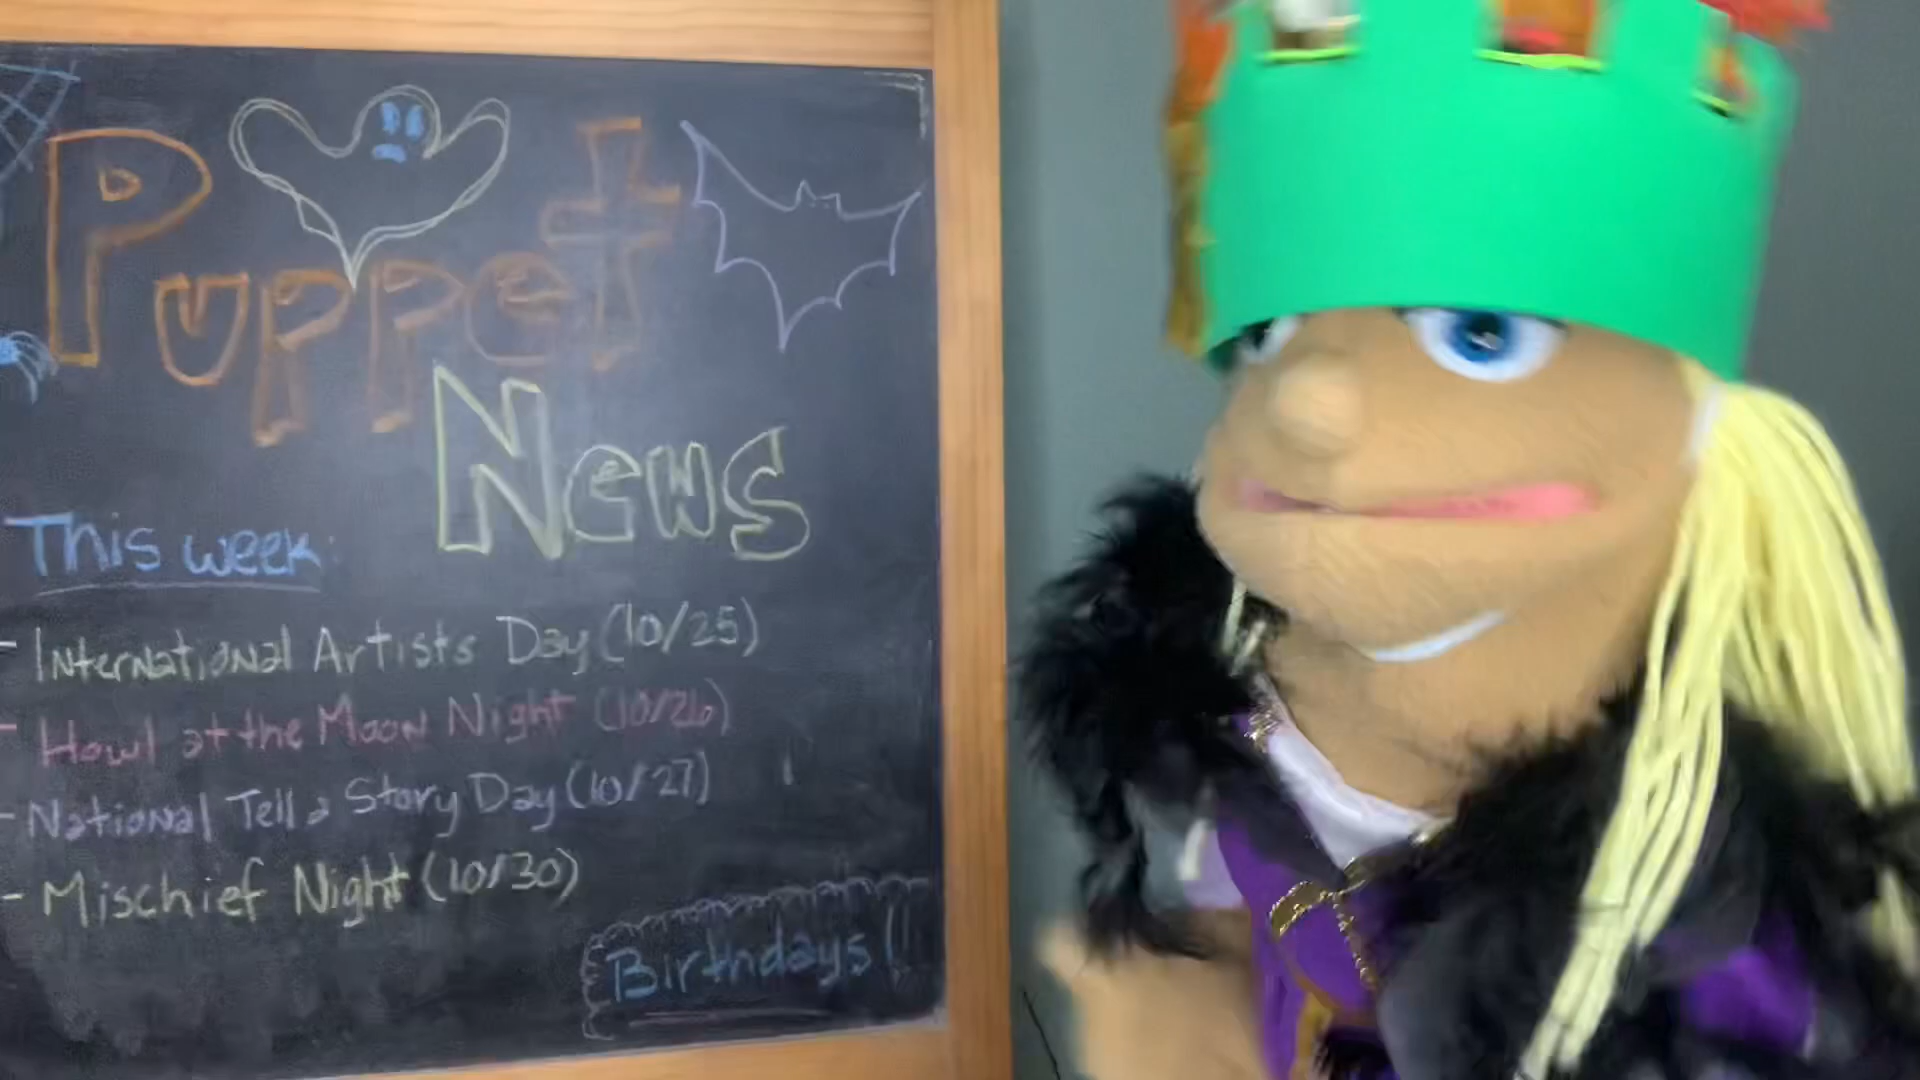 Puppet
News
This week:
- International Artists Day (10/25)
- Howl at the Moon Night (10/26)
- National Tell a Story Day (10/27)
- Mischief Night (10/30)
Birthdays!!